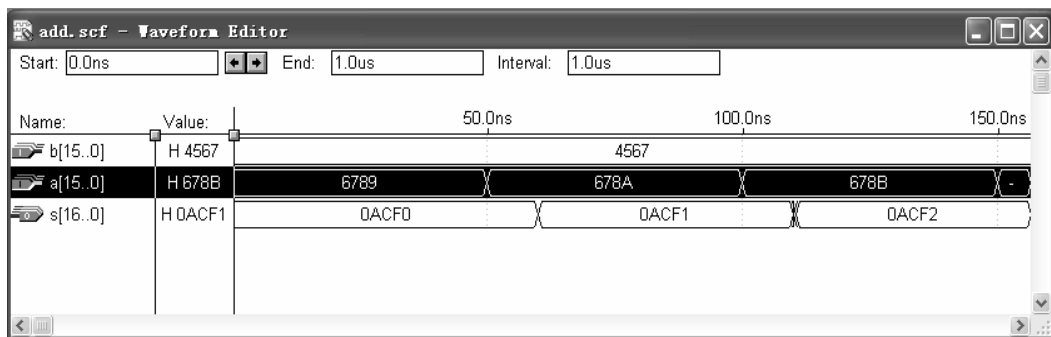 add.scf - Waveform Editor
Start: 0.0ns End: 1.0us Interval: 1.0us
Name: Value: 50.0ns 100.0ns 150.0ns
b[15..0] H 4567 4567
a[15..0] H 678B 6789 678A 678B -
s[16..0] H 0ACF1 0ACF0 0ACF1 0ACF2